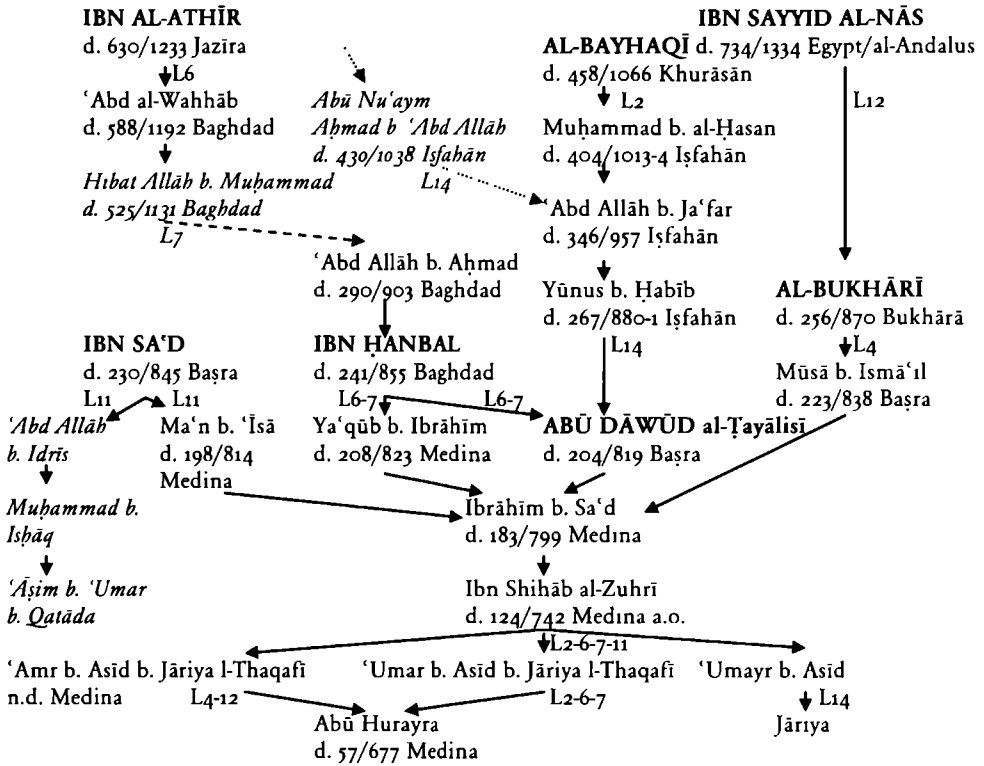 IBN AL-ATHĪR
d. 630/1233 Jazīra
L6
ʿAbd al-Wahhāb
d. 588/1192 Baghdad
Hıbat Allāh b. Muḥammad
d. 525/1131 Baghdad
L7
Abū Nuʿaym
Aḥmad b ʿAbd Allāh
d. 430/1038 Iṣfahān
L14
AL-BAYHAQĪ
d. 458/1066 Khurāsān
L2
Muḥammad b. al-Ḥasan
d. 404/1013-4 Iṣfahān
ʿAbd Allāh b. Jaʿfar
d. 346/957 Iṣfahān
Yūnus b. Ḥabīb
d. 267/880-1 Iṣfahān
L14
IBN SAYYID AL-NĀS
d. 734/1334 Egypt/al-Andalus
L12
AL-BUKHĀRĪ
d. 256/870 Bukhārā
L4
Mūsā b. Ismāʿıl
d. 223/838 Baṣra
ʿAbd Allāh b. Aḥmad
d. 290/903 Baghdad
IBN SAʿD
d. 230/845 Baṣra
L11 L11
IBN ḤANBAL
d. 241/855 Baghdad
L6-7 L6-7
ʿAbd Allāh
b. Idrīs
Muḥammad b.
Isḥāq
ʿĀṣim b. ʿUmar
b. Qatāda
Maʿn b. ʿĪsā
d. 198/814
Medina
Yaʿqūb b. Ibrāhīm
d. 208/823 Medina
ABŪ DĀWŪD al-Ṭayālisī
d. 204/819 Baṣra
Ibrāhīm b. Saʿd
d. 183/799 Medına
Ibn Shihāb al-Zuhrī
d. 124/742 Medına a.o.
L2-6-7-11
ʿAmr b. Asīd b. Jāriya l-Thaqafī
n.d. Medina
L4-12
ʿUmar b. Asīd b. Jāriya l-Thaqafī
L2-6-7
ʿUmayr b. Asīd
L14
Jārıya
Abū Hurayra
d. 57/677 Medina